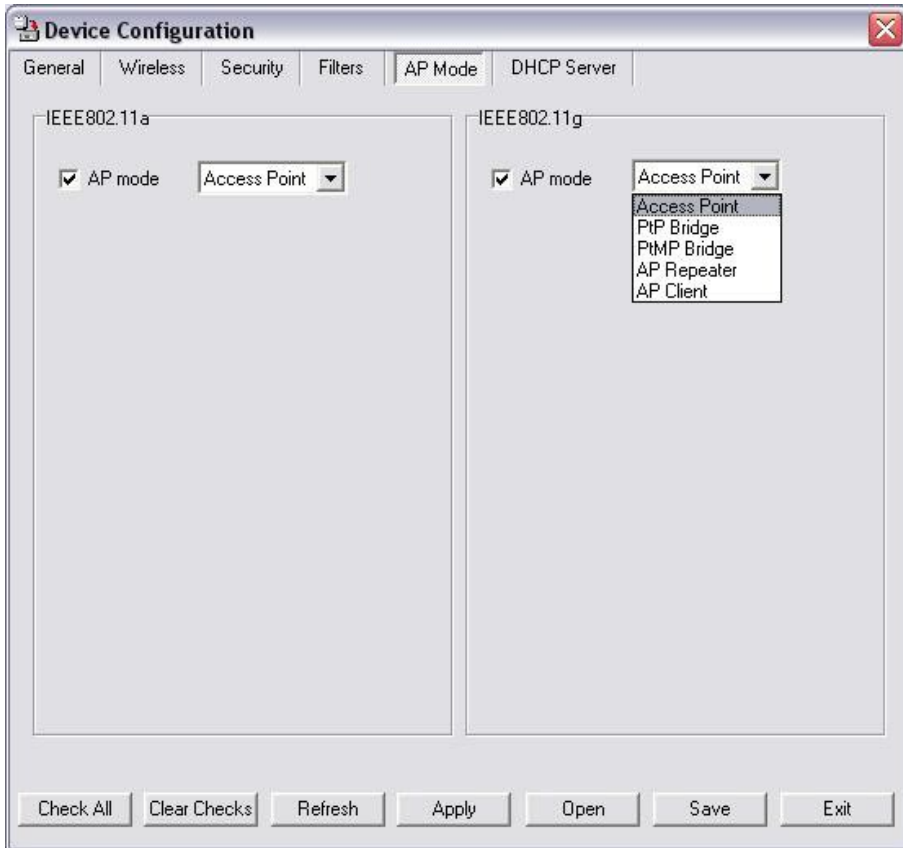 Device Configuration
General Wireless Security Filters AP Mode DHCP Server
IEEE802.11a
AP mode Access Point
IEEE802.11g
AP mode Access Point
Access Point
PtP Bridge
PtMP Bridge
AP Repeater
AP Client
Check All Clear Checks Refresh Apply Open Save Exit